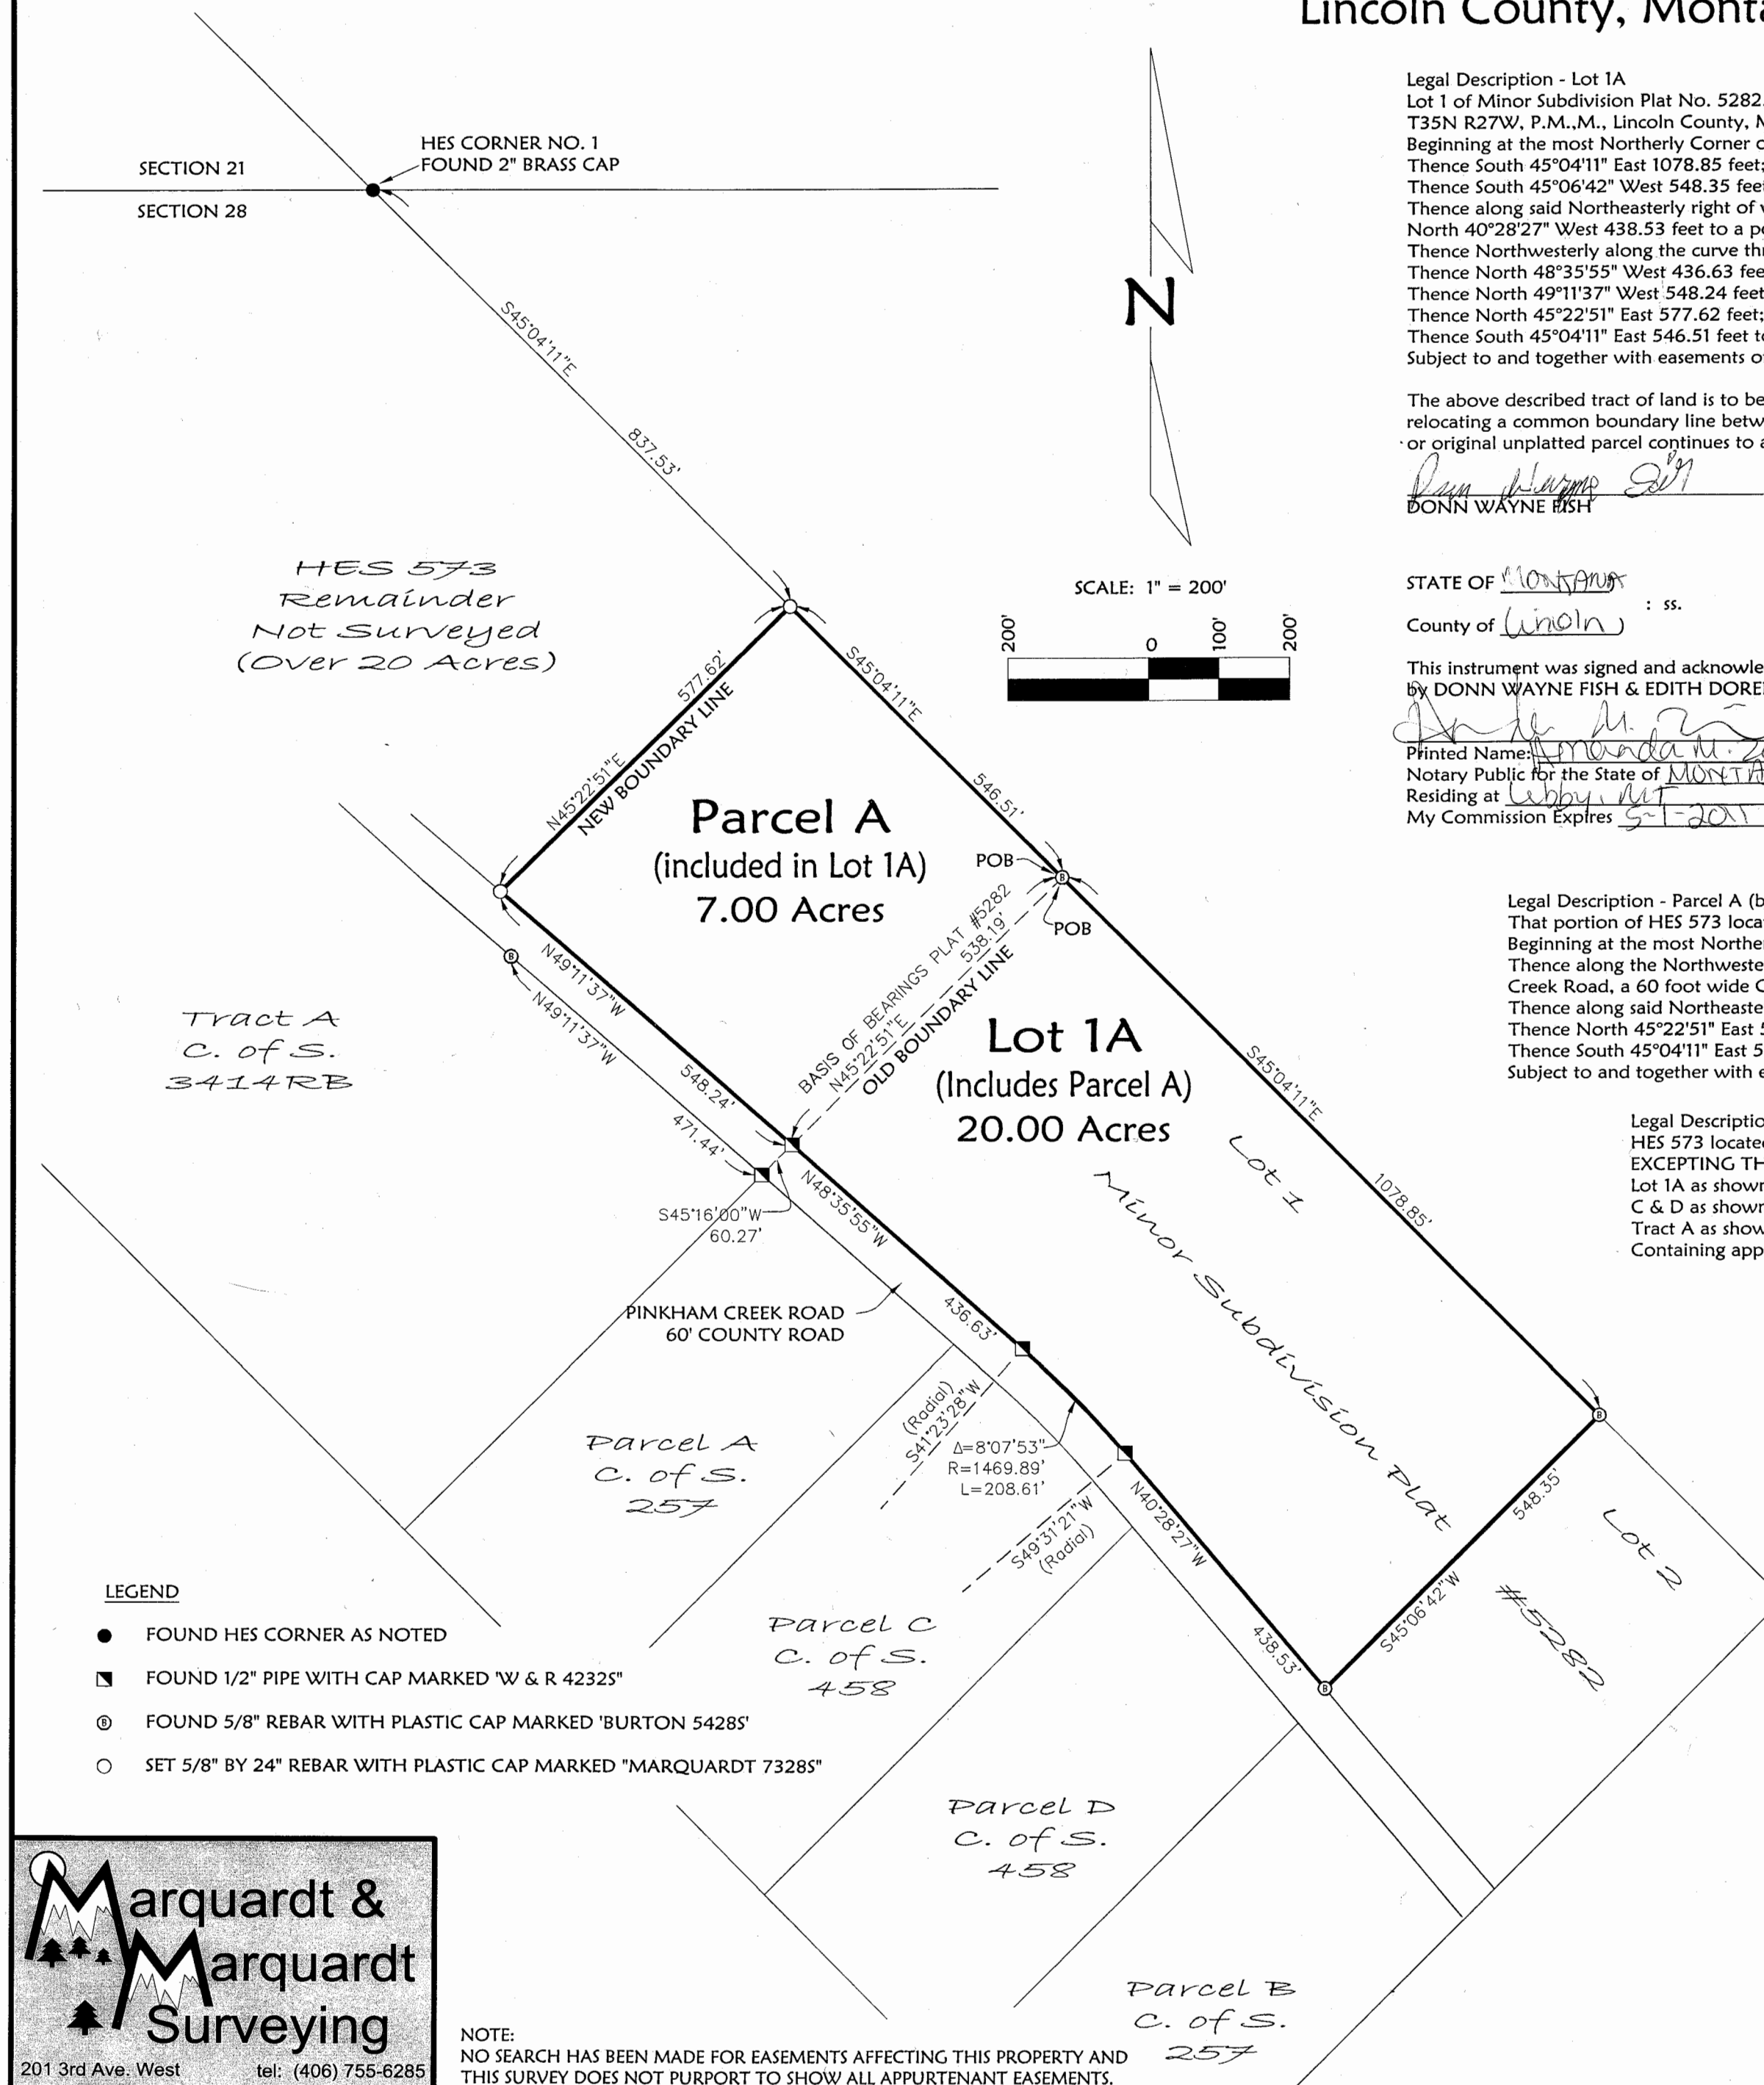 Lincoln County, Monta
Legal Description - Lot 1A
Lot 1 of Minor Subdivision Plat No. 5282
T35N R27W, P.M.,M., Lincoln County, M
Beginning at the most Northerly Corner o
Thence South 45°04'11" East 1078.85 feet;
Thence South 45°06'42" West 548.35 fee
Thence along said Northeasterly right of
North 40°28'27" West 438.53 feet to a p
Thence Northwesterly along the curve th
Thence North 48°35'55" West 436.63 fee
Thence North 49°11'37" West 548.24 feet
Thence North 45°22'51" East 577.62 feet;
Thence South 45°04'11" East 546.51 feet t
Subject to and together with easements o
The above described tract of land is to be
relocating a common boundary line betw
or original unplatted parcel continues to a
DONN WAYNE FISH
STATE OF MONTANA
: ss.
County of Lincoln )
This instrument was signed and acknowle
by DONN WAYNE FISH & EDITH DORE
Printed Name: Amanda M.
Notary Public for the State of MONTA
Residing at Libby, MT
My Commission Expires 5-1-2011
Legal Description - Parcel A (b
That portion of HES 573 loca
Beginning at the most Northe
Thence along the Northweste
Creek Road, a 60 foot wide C
Thence along said Northeaste
Thence North 45°22'51" East 5
Thence South 45°04'11" East 5
Subject to and together with e
Legal Descriptio
HES 573 locate
EXCEPTING TH
Lot 1A as shown
C & D as shown
Tract A as show
Containing app
SECTION 21
SECTION 28
HES CORNER NO. 1
FOUND 2" BRASS CAP
S45°04'11"E
837.53'
N
SCALE: 1" = 200'
200'
0
100'
200'
HES 573
Remainder
Not Surveyed
(Over 20 Acres)
577.62'
N45°22'51"E
NEW BOUNDARY LINE
S45°04'11"E
546.51'
Parcel A
(included in Lot 1A)
7.00 Acres
POB
POB
BASIS OF BEARINGS PLAT #5282
N45°22'51"E
538.19'
OLD BOUNDARY LINE
Lot 1A
(Includes Parcel A)
20.00 Acres
S45°04'11"E
1078.85'
Lot 1
Minor Subdivision Plat
#5282
Lot 2
N49°11'37"W
548.24'
N49°11'37"W
471.44'
Tract A
C. of S.
3414RB
S45°16'00"W
60.27'
N48°35'55"W
436.63'
PINKHAM CREEK ROAD
60' COUNTY ROAD
(Radial)
S41°23'28"W
Δ=8°07'53"
R=1469.89'
L=208.61'
S49°31'21"W
(Radial)
N40°28'27"W
438.53'
548.35'
S45°06'42"W
Parcel A
C. of S.
257
Parcel C
C. of S.
458
Parcel D
C. of S.
458
Parcel B
C. of S.
257
LEGEND
FOUND HES CORNER AS NOTED
FOUND 1/2" PIPE WITH CAP MARKED 'W & R 4232S"
B FOUND 5/8" REBAR WITH PLASTIC CAP MARKED 'BURTON 5428S'
SET 5/8" BY 24" REBAR WITH PLASTIC CAP MARKED "MARQUARDT 7328S"
Marquardt &
Marquardt
Surveying
201 3rd Ave. West tel: (406) 755-6285
NOTE:
NO SEARCH HAS BEEN MADE FOR EASEMENTS AFFECTING THIS PROPERTY AND
THIS SURVEY DOES NOT PURPORT TO SHOW ALL APPURTENANT EASEMENTS.